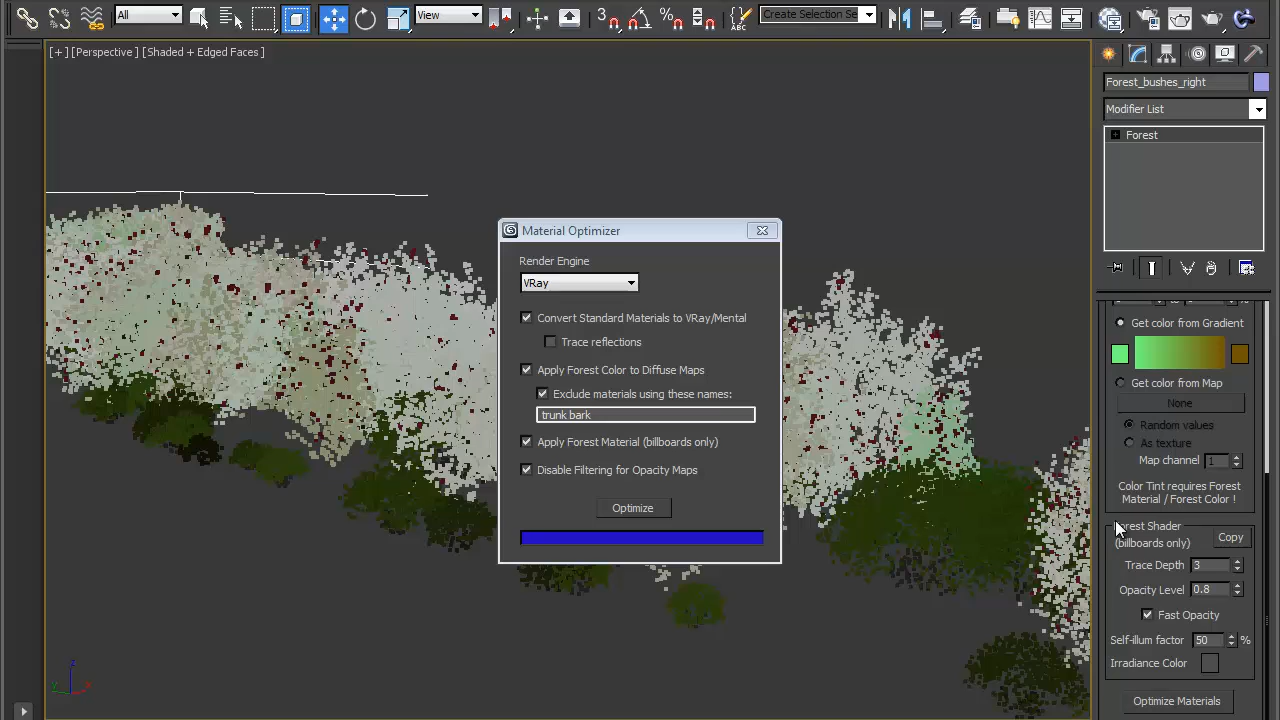 All
View
3
%
ABC
Create Selection Se
[+] [Perspective] [Shaded + Edged Faces]
Forest_bushes_right
Modifier List
Forest
Material Optimizer
Render Engine
VRay
Convert Standard Materials to VRay/Mental
Trace reflections
Apply Forest Color to Diffuse Maps
Exclude materials using these names:
trunk bark
Apply Forest Material (billboards only)
Disable Filtering for Opacity Maps
Optimize
Get color from Gradient
Get color from Map
None
Random values
As texture
Map channel 1
Color Tint requires Forest
Material / Forest Color !
Forest Shader
(billboards only) Copy
Trace Depth 3
Opacity Level 0.8
Fast Opacity
Self-illum factor 50 %
Irradiance Color
Optimize Materials
z
y
x